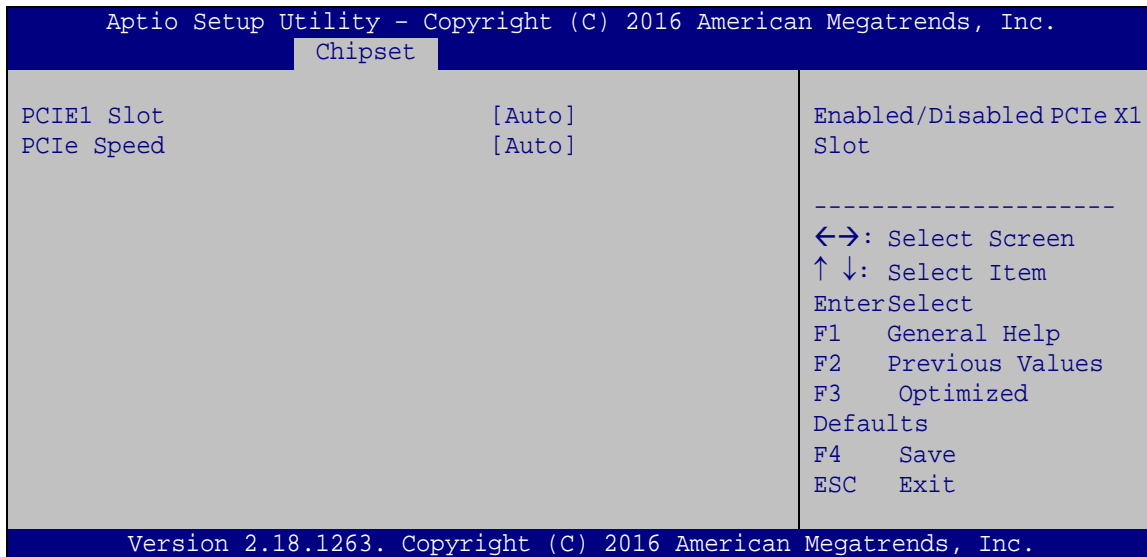 Aptio Setup Utility – Copyright (C) 2016 American Megatrends, Inc.
Chipset
PCIE1 Slot [Auto]
PCIe Speed [Auto]
Enabled/Disabled PCIe X1
Slot
---------------------
←→: Select Screen
↑ ↓: Select Item
EnterSelect
F1 General Help
F2 Previous Values
F3 Optimized
Defaults
F4 Save
ESC Exit
Version 2.18.1263. Copyright (C) 2016 American Megatrends, Inc.